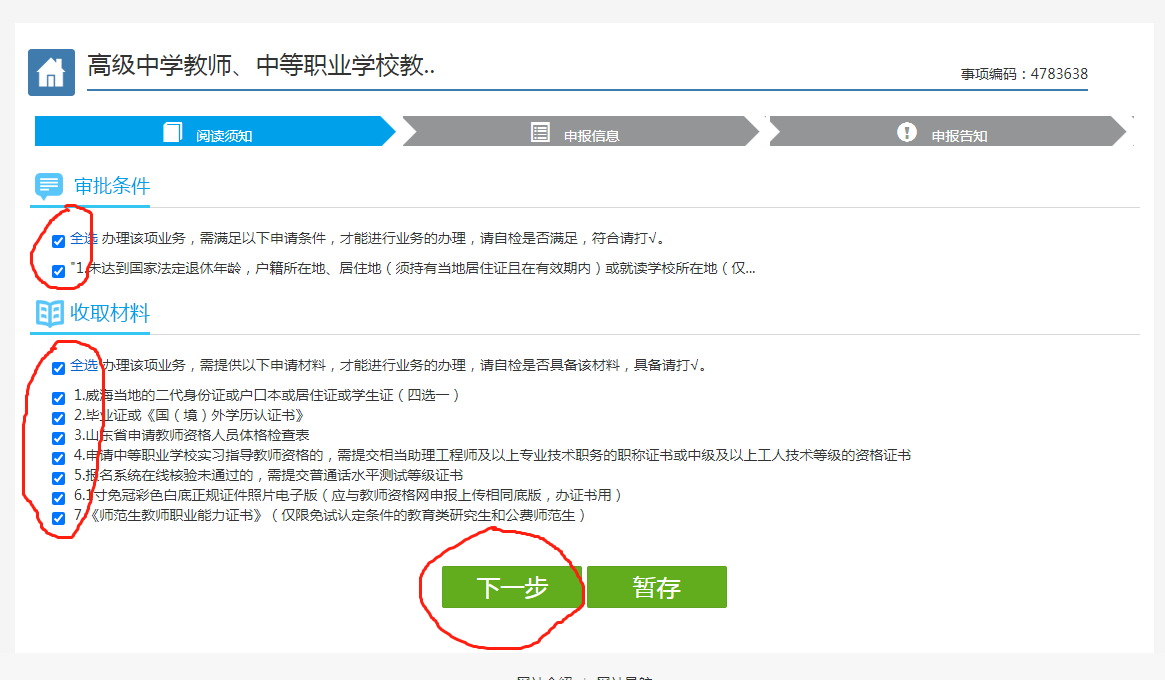 高级中学教师、中等职业学校教..
事项编码：4783638
阅读须知
申报信息
申报告知
审批条件
全选 办理该项业务，需满足以下申请条件，才能进行业务的办理，请自检是否满足，符合请打√。
"1.未达到国家法定退休年龄，户籍所在地、居住地（须持有当地居住证且在有效期内）或就读学校所在地（仅...
收取材料
全选 办理该项业务，需提供以下申请材料，才能进行业务的办理，请自检是否具备该材料，具备请打√。
1.威海当地的二代身份证或户口本或居住证或学生证（四选一）
2.毕业证或《国（境）外学历认证书》
3.山东省申请教师资格人员体格检查表
4.申请中等职业学校实习指导教师资格的，需提交相当助理工程师及以上专业技术职务的职称证书或中级及以上工人技术等级的资格证书
5.报名系统在线核验未通过的，需提交普通话水平测试等级证书
6.1寸免冠彩色白底正规证件照片电子版（应与教师资格网申报上传相同底版，办证书用）
7.《师范生教师职业能力证书》（仅限免试认定条件的教育类研究生和公费师范生）
下一步
暂存